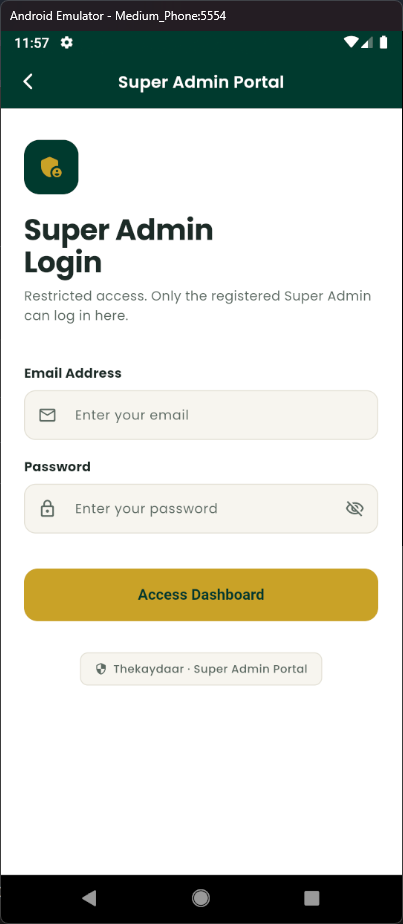 Android Emulator - Medium_Phone:5554
11:57
Super Admin Portal
Super Admin
Login
Restricted access. Only the registered Super Admin
can log in here.
Email Address
Enter your email
Password
Enter your password
Access Dashboard
Thekaydaar · Super Admin Portal